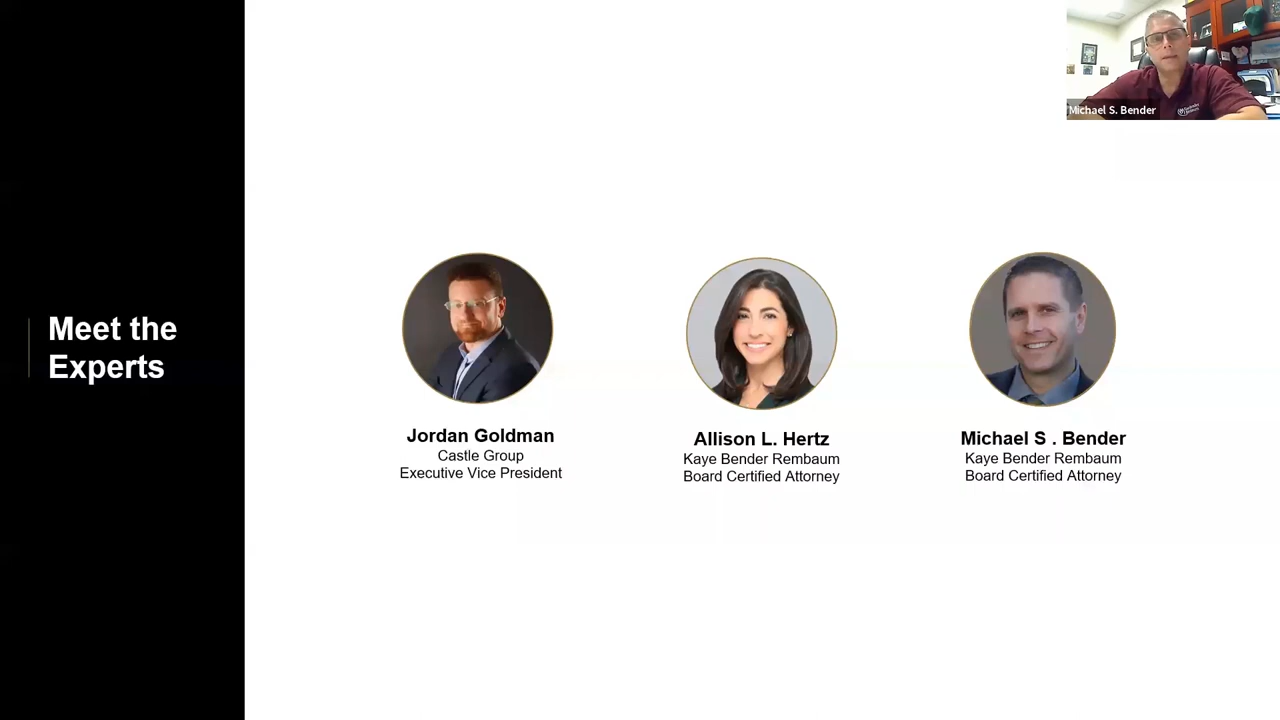 Michael S. Bender
Meet the
Experts
Jordan Goldman
Castle Group
Executive Vice President
Allison L. Hertz
Kaye Bender Rembaum
Board Certified Attorney
Michael S . Bender
Kaye Bender Rembaum
Board Certified Attorney